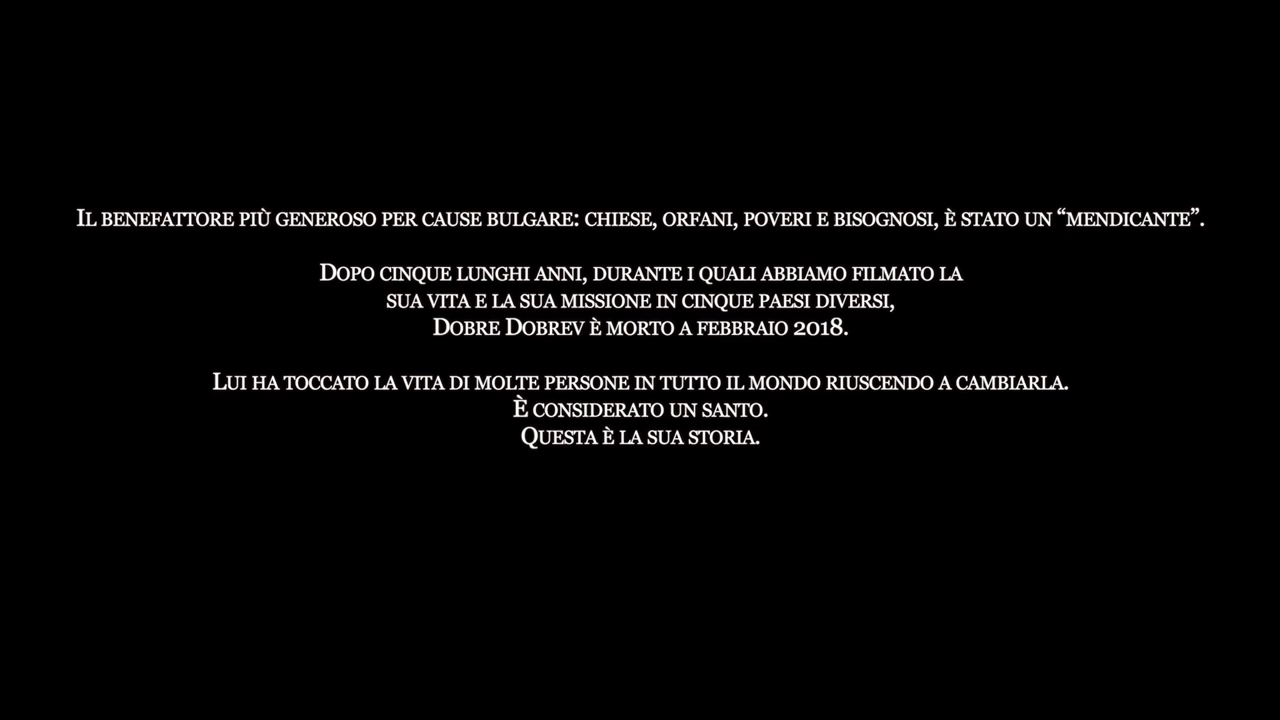 Il benefattore più generoso per cause bulgare: chiese, orfani, poveri e bisognosi, è stato un “mendicante”.
Dopo cinque lunghi anni, durante i quali abbiamo filmato la
sua vita e la sua missione in cinque paesi diversi,
Dobre Dobrev è morto a febbraio 2018.
Lui ha toccato la vita di molte persone in tutto il mondo riuscendo a cambiarla.
È considerato un santo.
Questa è la sua storia.